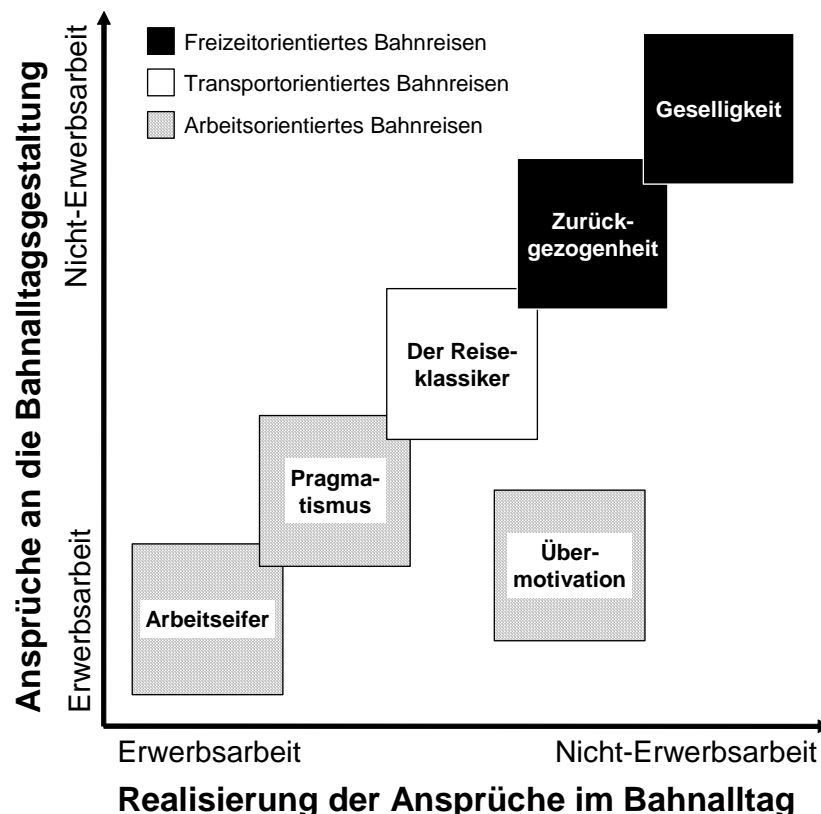 Ansprüche an die Bahnalltagsgestaltung
Nicht-Erwerbsarbeit
Erwerbsarbeit
Freizeitorientiertes Bahnreisen
Transportorientiertes Bahnreisen
Arbeitsorientiertes Bahnreisen
Geselligkeit
Zurück-
gezogenheit
Der Reise-
klassiker
Pragma-
tismus
Über-
motivation
Arbeitseifer
Erwerbsarbeit
Nicht-Erwerbsarbeit
Realisierung der Ansprüche im Bahnalltag